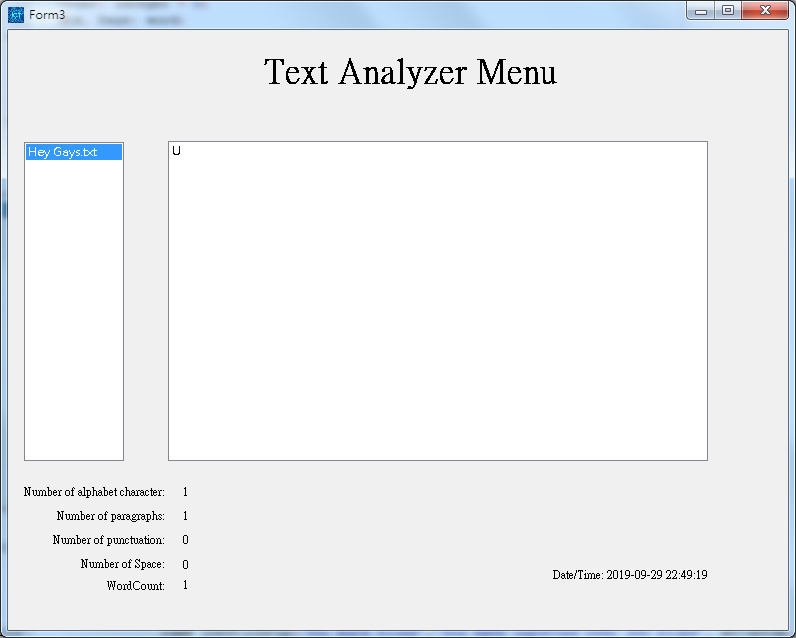 Form3
Text Analyzer Menu
Hey Gays.txt
U
Number of alphabet character: 1
Number of paragraphs: 1
Number of punctuation: 0
Number of Space: 0
WordCount: 1
Date/Time: 2019-09-29 22:49:19